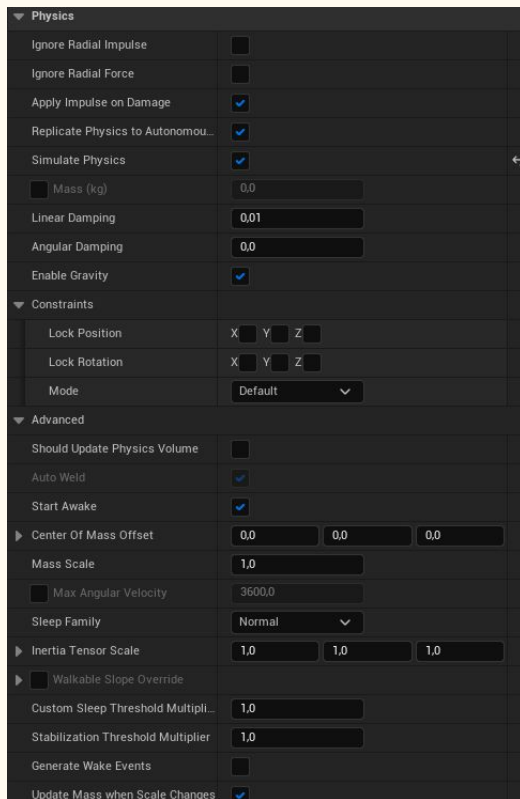 Physics
Ignore Radial Impulse
Ignore Radial Force
Apply Impulse on Damage
Replicate Physics to Autonomou...
Simulate Physics
Mass (kg) 0,0
Linear Damping 0,01
Angular Damping 0,0
Enable Gravity
Constraints
Lock Position X Y Z
Lock Rotation X Y Z
Mode Default
Advanced
Should Update Physics Volume
Auto Weld
Start Awake
Center Of Mass Offset 0,0 0,0 0,0
Mass Scale 1,0
Max Angular Velocity 3600,0
Sleep Family Normal
Inertia Tensor Scale 1,0 1,0 1,0
Walkable Slope Override
Custom Sleep Threshold Multipli... 1,0
Stabilization Threshold Multiplier 1,0
Generate Wake Events
Update Mass when Scale Changes